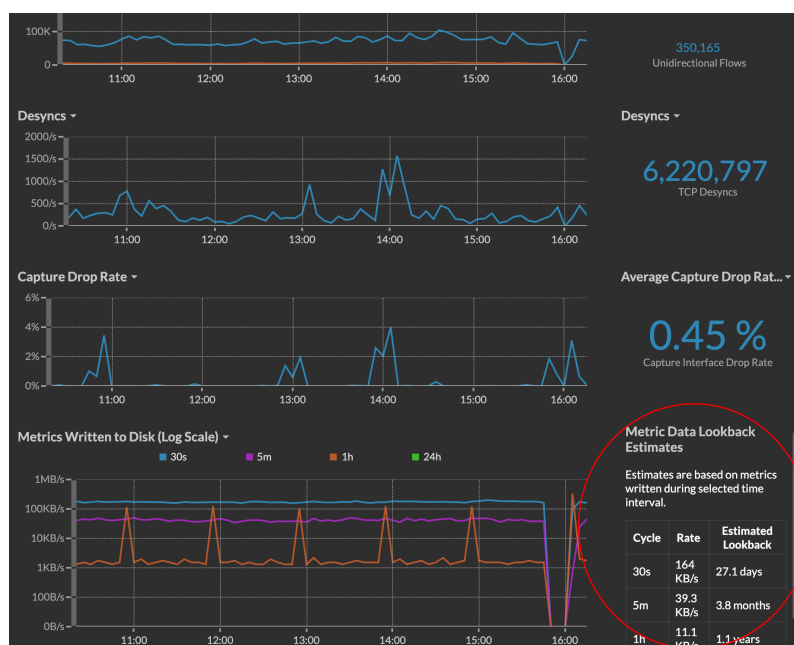 100K
0
11:00 12:00 13:00 14:00 15:00 16:00
350,165
Unidirectional Flows
Desyncs
2000/s
1500/s
1000/s
500/s
0/s
11:00 12:00 13:00 14:00 15:00 16:00
Desyncs
6,220,797
TCP Desyncs
Capture Drop Rate
6%
4%
2%
0%
11:00 12:00 13:00 14:00 15:00 16:00
Average Capture Drop Rat...
0.45 %
Capture Interface Drop Rate
Metrics Written to Disk (Log Scale)
30s 5m 1h 24h
1MB/s
100KB/s
10KB/s
1KB/s
100B/s
0B/s
11:00 12:00 13:00 14:00 15:00 16:00
Metric Data Lookback
Estimates
Estimates are based on metrics
written during selected time
interval.
Cycle Rate Estimated Lookback
30s 164 KB/s 27.1 days
5m 39.3 KB/s 3.8 months
1h 11.1 KB/s 1.1 years